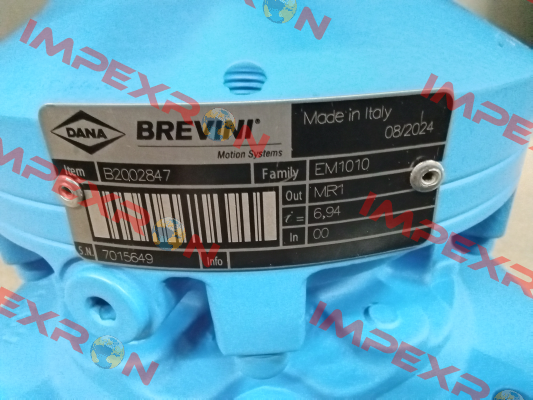 DANA
BREVINI®
Motion Systems
Made in Italy
08/2024
Item B2002847
Family EM1010
Out MR1
i = 6,94
In 00
S.N. 7015649 Info
IMPEXRON
IMPEXRON
IMPEXRON
IMPEXRON
IMPEXRON